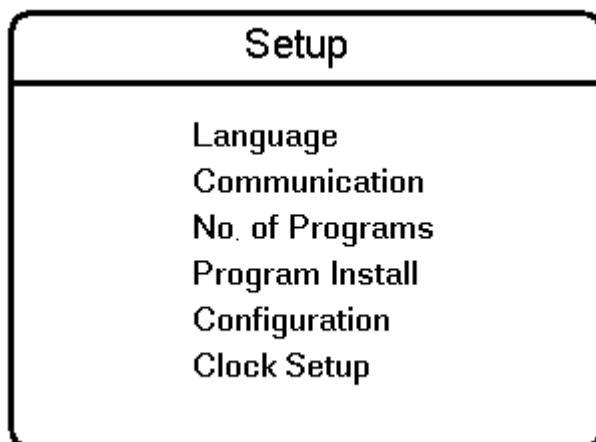 Setup
Language
Communication
No. of Programs
Program Install
Configuration
Clock Setup